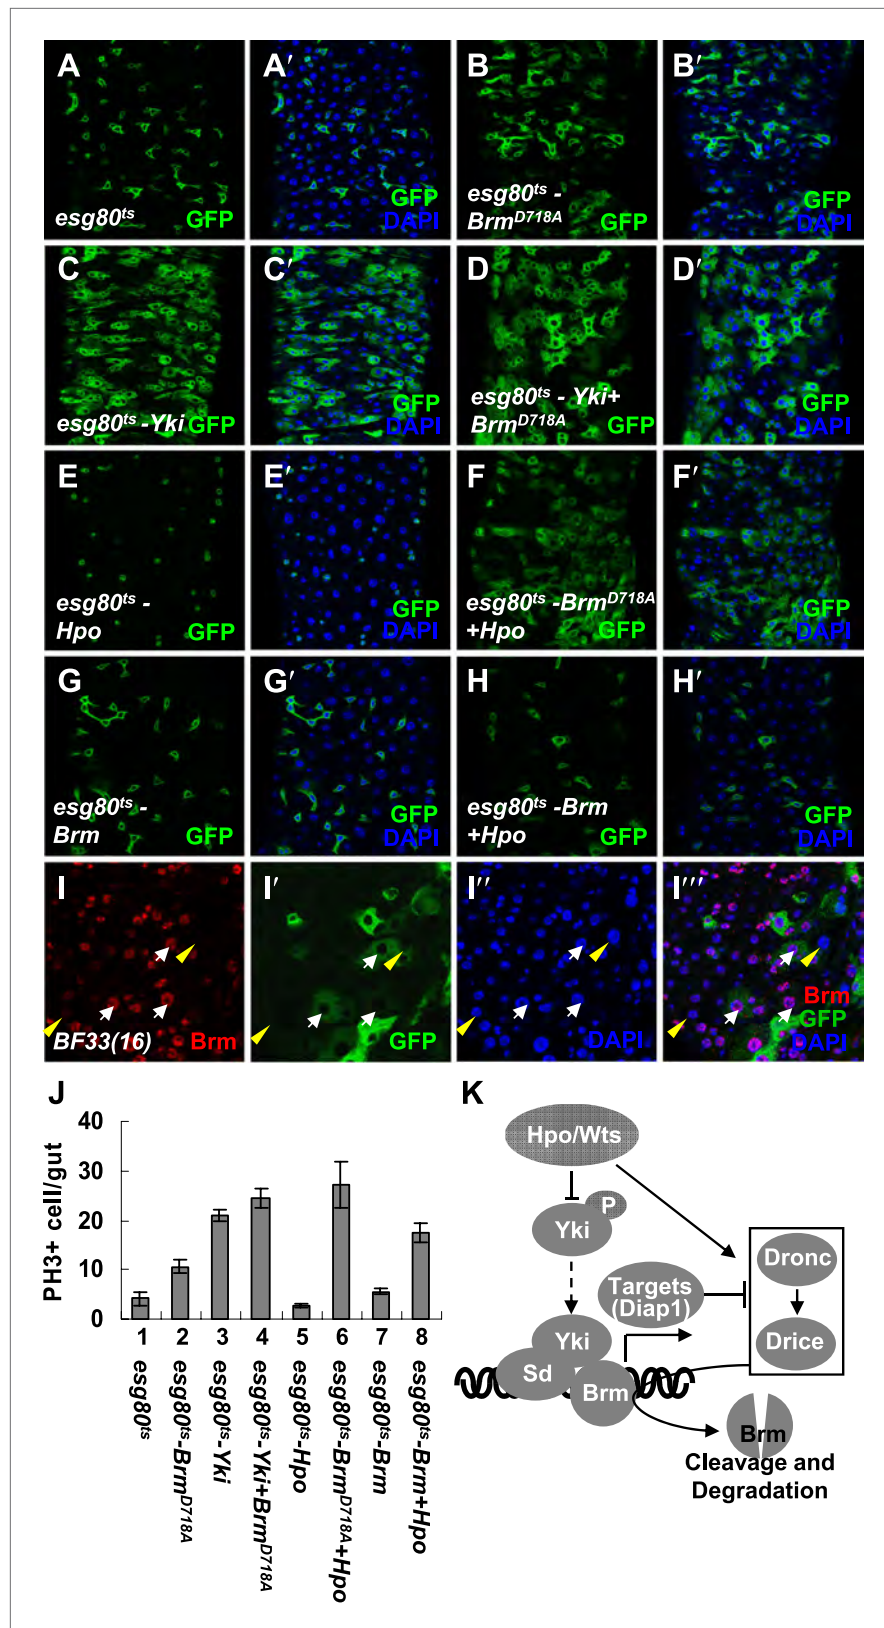 A
esg80ts
GFP
A′
GFP
DAPI
B
esg80ts -
BrmD718A
GFP
B′
GFP
DAPI
C
esg80ts -Yki
GFP
C′
GFP
DAPI
D
esg80ts - Yki+
BrmD718A
GFP
D′
GFP
DAPI
E
esg80ts -
Hpo
GFP
E′
GFP
DAPI
F
esg80ts -BrmD718A
+Hpo
GFP
F′
GFP
DAPI
G
esg80ts -
Brm
GFP
G′
GFP
DAPI
H
esg80ts -Brm
+Hpo
GFP
H′
GFP
DAPI
I
BF33(16)
Brm
I′
GFP
I′′
DAPI
I′′′
Brm
GFP
DAPI
J
PH3+ cell/gut
40
30
20
10
0
1 2 3 4 5 6 7 8
esg80ts
esg80ts-BrmD718A
esg80ts-Yki
esg80ts-Yki+BrmD718A
esg80ts-Hpo
esg80ts-BrmD718A+Hpo
esg80ts-Brm
esg80ts-Brm+Hpo
K
Hpo/Wts
P
Yki
Targets
(Diap1)
Dronc
Drice
Yki
Sd
Brm
Brm
Cleavage and
Degradation